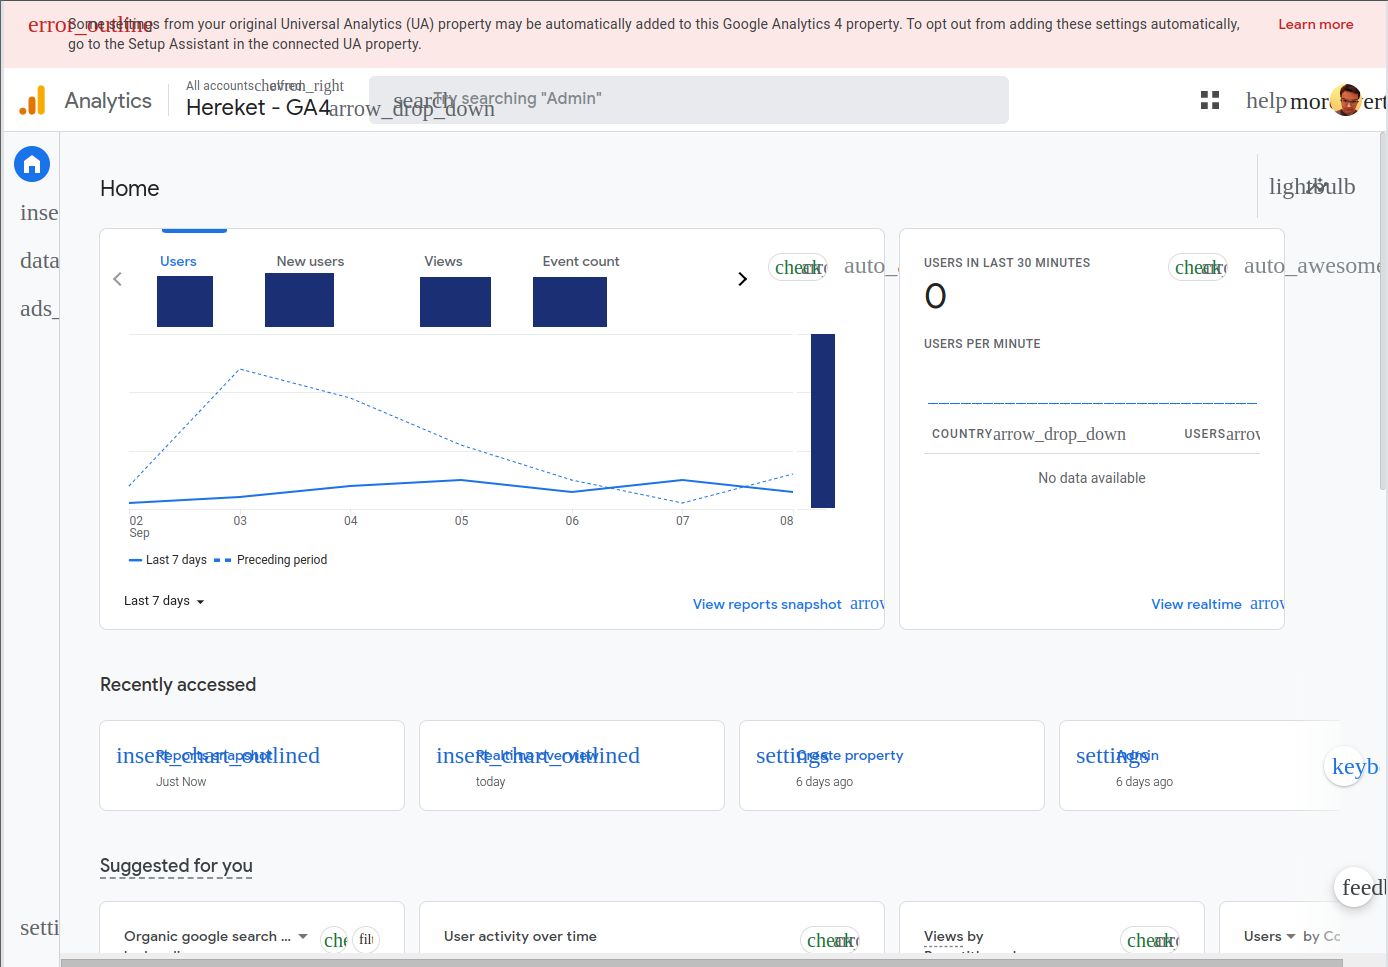 error_outline
Some settings from your original Universal Analytics (UA) property may be automatically added to this Google Analytics 4 property. To opt out from adding these settings automatically,
go to the Setup Assistant in the connected UA property.
Learn more
Analytics
All accounts chevron_right
Hereket - GA4 arrow_drop_down
search Try searching "Admin"
help
Home
lightbulb
inse
data
ads_
Users New users Views Event count
check
auto_
02 03 04 05 06 07 08
Sep
Last 7 days Preceding period
Last 7 days
View reports snapshot arrow
USERS IN LAST 30 MINUTES
check
auto_awesome
0
USERS PER MINUTE
COUNTRY arrow_drop_down USERS arrow
No data available
View realtime arrow
Recently accessed
insert_chart_outlined Reports snapshot
Just Now
insert_chart_outlined Realtime overview
today
settings Create property
6 days ago
settings Admin
6 days ago
keyb
Suggested for you
feedb
setti
Organic google search ...
che filt
User activity over time
check
Views by
check
Users by Co